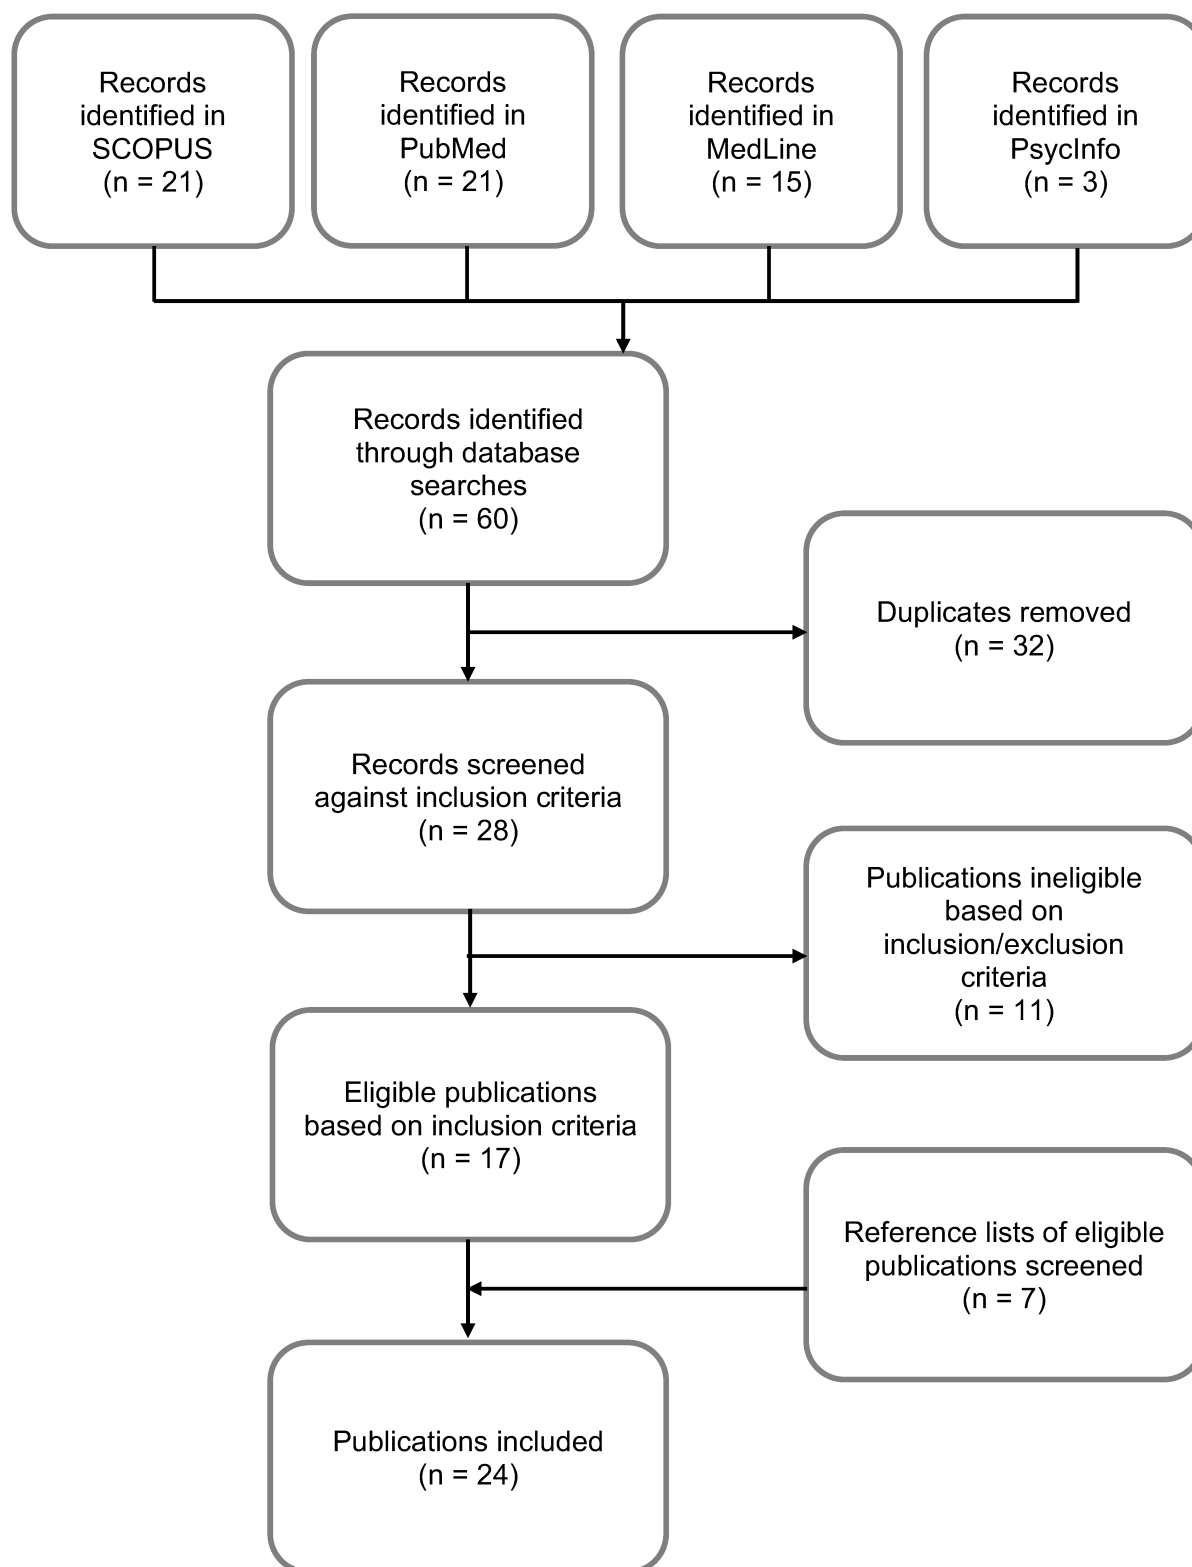 Records
identified in
SCOPUS
(n = 21)
Records
identified in
PubMed
(n = 21)
Records
identified in
MedLine
(n = 15)
Records
identified in
PsycInfo
(n = 3)
Records identified
through database
searches
(n = 60)
Duplicates removed
(n = 32)
Records screened
against inclusion criteria
(n = 28)
Publications ineligible
based on
inclusion/exclusion
criteria
(n = 11)
Eligible publications
based on inclusion criteria
(n = 17)
Reference lists of eligible
publications screened
(n = 7)
Publications included
(n = 24)